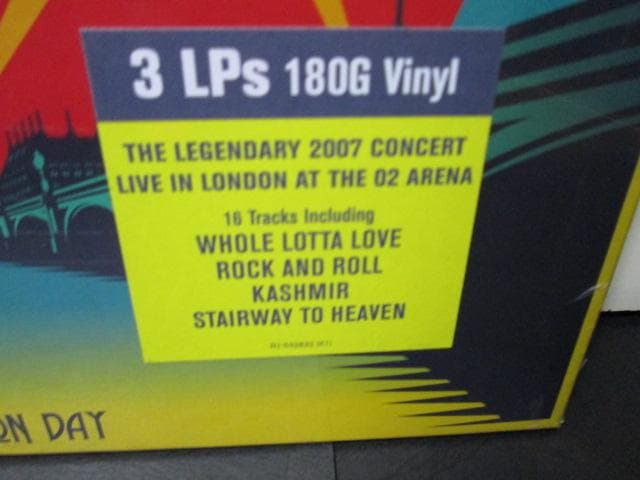 3 LPs 180G Vinyl
THE LEGENDARY 2007 CONCERT
LIVE IN LONDON AT THE O2 ARENA
16 Tracks Including
WHOLE LOTTA LOVE
ROCK AND ROLL
KASHMIR
STAIRWAY TO HEAVEN
ON DAY